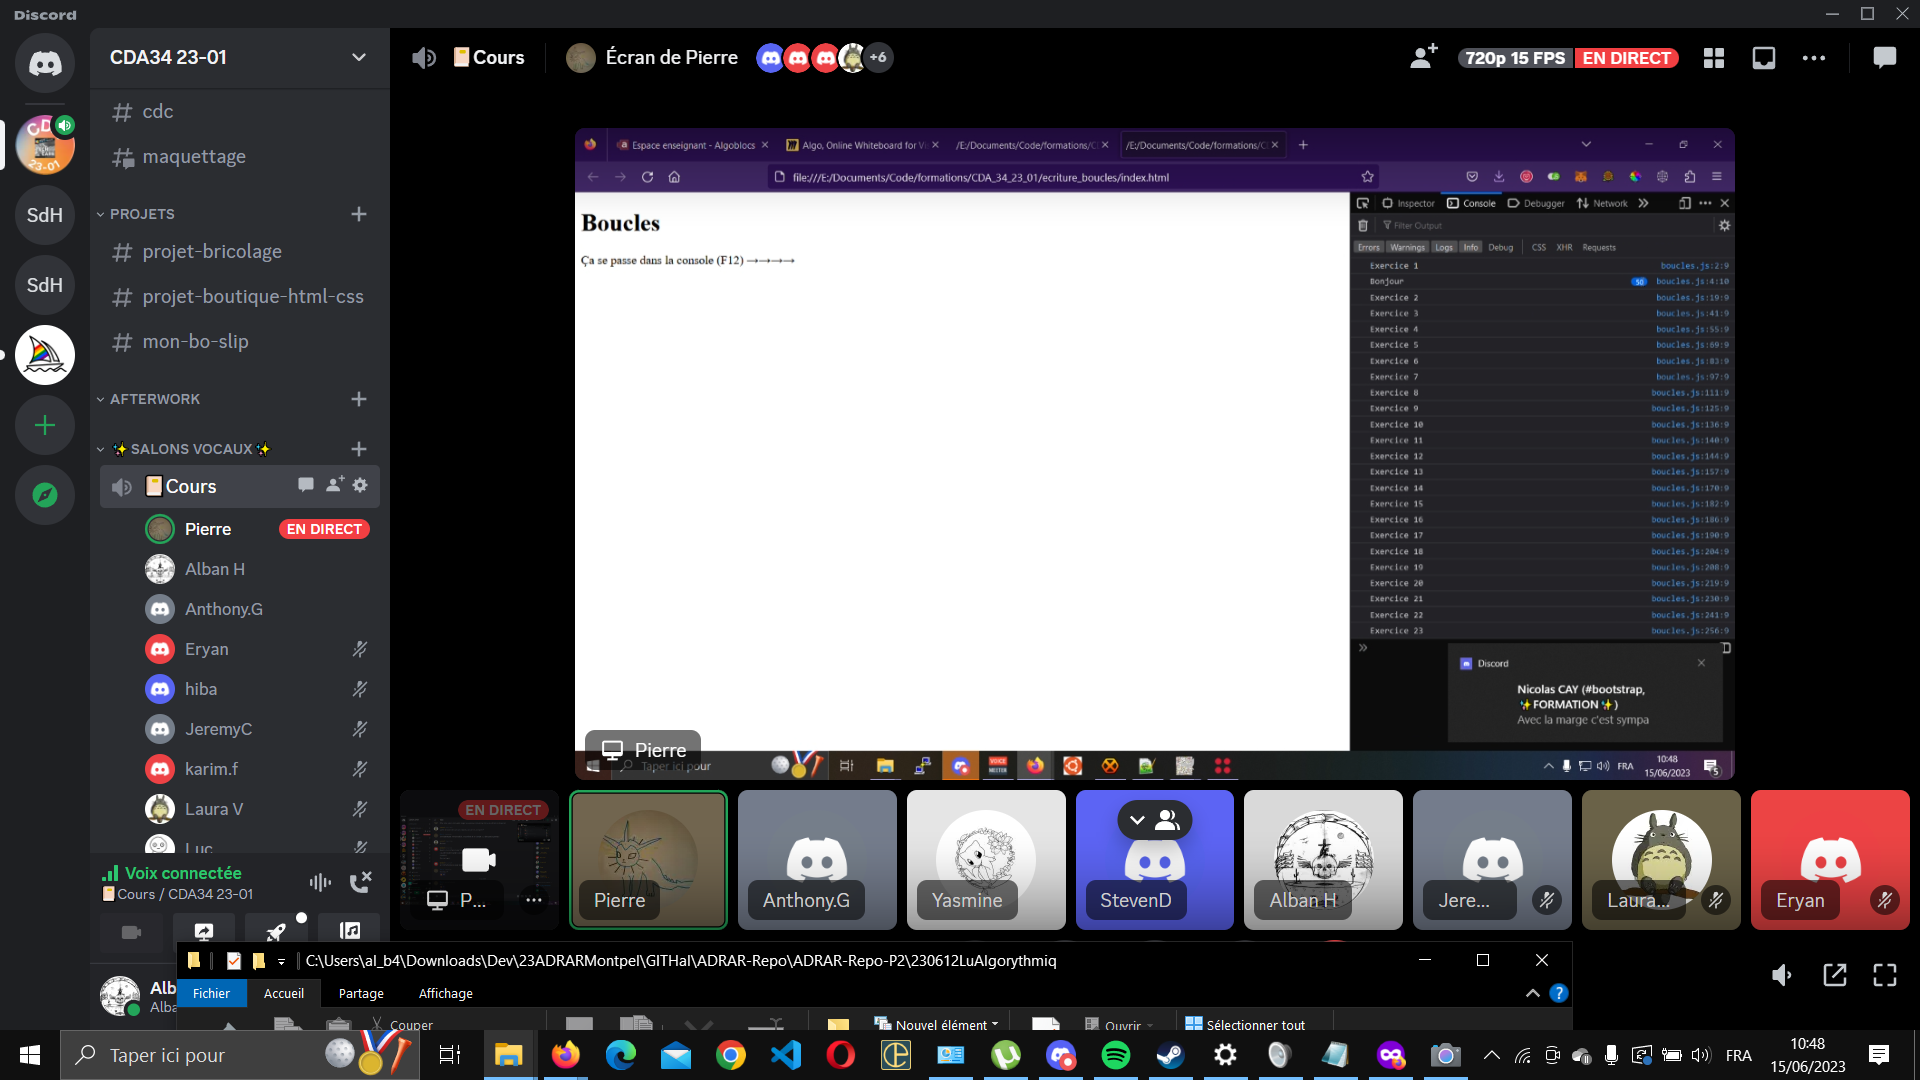 Discord
CDA34 23-01
cdc
maquettage
PROJETS
projet-bricolage
projet-boutique-html-css
mon-bo-slip
AFTERWORK
✨ SALONS VOCAUX ✨
Cours
Pierre
EN DIRECT
Alban H
Anthony.G
Eryan
hiba
JeremyC
karim.f
Laura V
Luc
Voix connectée
Cours / CDA34 23-01
SdH
SdH
Cours
Écran de Pierre
+6
720p 15 FPS
EN DIRECT
Espace enseignant - Algoblocs
Algo, Online Whiteboard for Vi
/E:/Documents/Code/formations/C
/E:/Documents/Code/formations/C
file:///E:/Documents/Code/formations/CDA_34_23_01/ecriture_boucles/index.html
Boucles
Ça se passe dans la console (F12) →→→→
Inspector
Console
Debugger
Network
Filter Output
Errors
Warnings
Logs
Info
Debug
CSS
XHR
Requests
Exercice 1 boucles.js:2:9
Bonjour 50 boucles.js:4:10
Exercice 2 boucles.js:19:9
Exercice 3 boucles.js:41:9
Exercice 4 boucles.js:55:9
Exercice 5 boucles.js:69:9
Exercice 6 boucles.js:83:9
Exercice 7 boucles.js:97:9
Exercice 8 boucles.js:111:9
Exercice 9 boucles.js:125:9
Exercice 10 boucles.js:136:9
Exercice 11 boucles.js:140:9
Exercice 12 boucles.js:144:9
Exercice 13 boucles.js:157:9
Exercice 14 boucles.js:170:9
Exercice 15 boucles.js:182:9
Exercice 16 boucles.js:186:9
Exercice 17 boucles.js:190:9
Exercice 18 boucles.js:204:9
Exercice 19 boucles.js:208:9
Exercice 20 boucles.js:219:9
Exercice 21 boucles.js:230:9
Exercice 22 boucles.js:241:9
Exercice 23 boucles.js:256:9
Discord
Nicolas CAY (#bootstrap,
✨FORMATION✨)
Avec la marge c'est sympa
Pierre
Taper ici pour
FRA
10:48
15/06/2023
5
EN DIRECT
P...
Pierre
Anthony.G
Yasmine
StevenD
Alban H
Jere...
Laura...
Eryan
C:\Users\al_b4\Downloads\Dev\23ADRARMontpel\GITHal\ADRAR-Repo\ADRAR-Repo-P2\230612LuAlgorythmiq
Fichier
Accueil
Partage
Affichage
Couper
Nouvel élément
Ouvrir
Sélectionner tout
Alb
Alba
Taper ici pour
FRA
10:48
15/06/2023